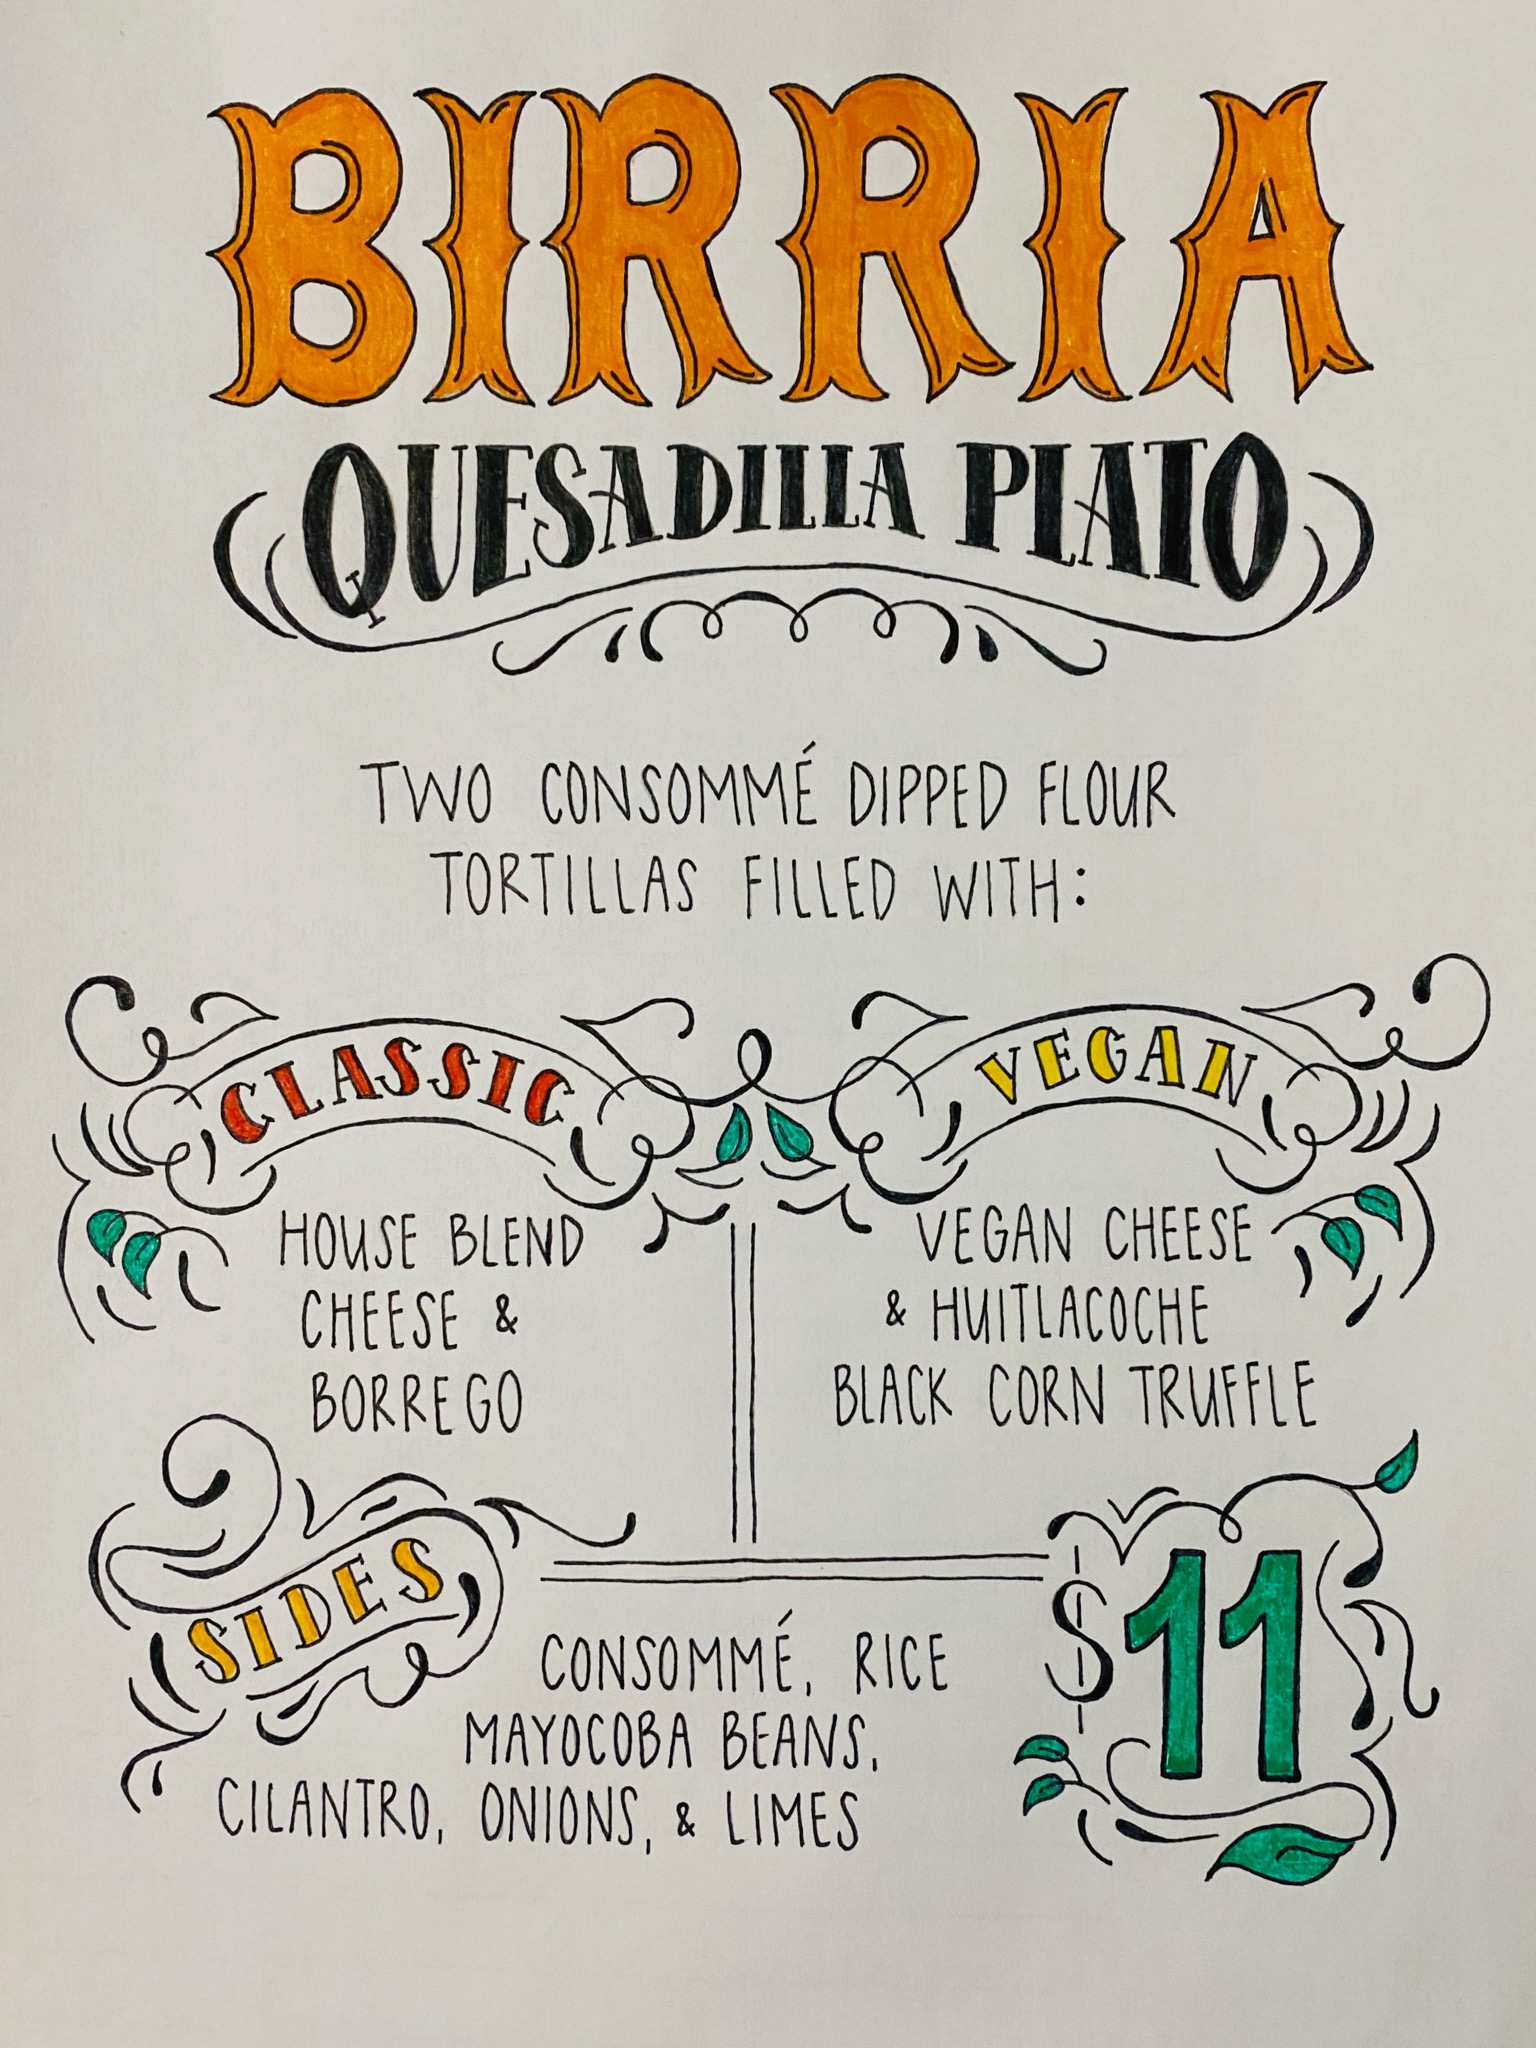 BIRRIA
QUESADILLA PLATO
TWO CONSOMMÉ DIPPED FLOUR
TORTILLAS FILLED WITH:
CLASSIC
HOUSE BLEND
CHEESE &
BORREGO
VEGAN
VEGAN CHEESE
& HUITLACOCHE
BLACK CORN TRUFFLE
SIDES
CONSOMMÉ, RICE
MAYOCOBA BEANS,
CILANTRO, ONIONS, & LIMES
$11